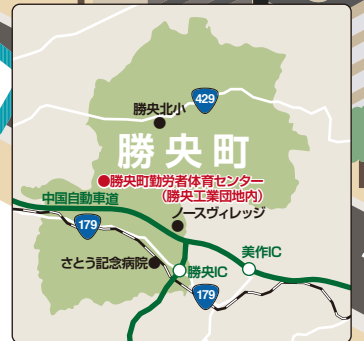 429
勝央北小
勝央町
勝央町勤労者体育センター
（勝央工業団地内）
中国自動車道
ノースヴィレッジ
179
美作IC
さとう記念病院
勝央IC
179